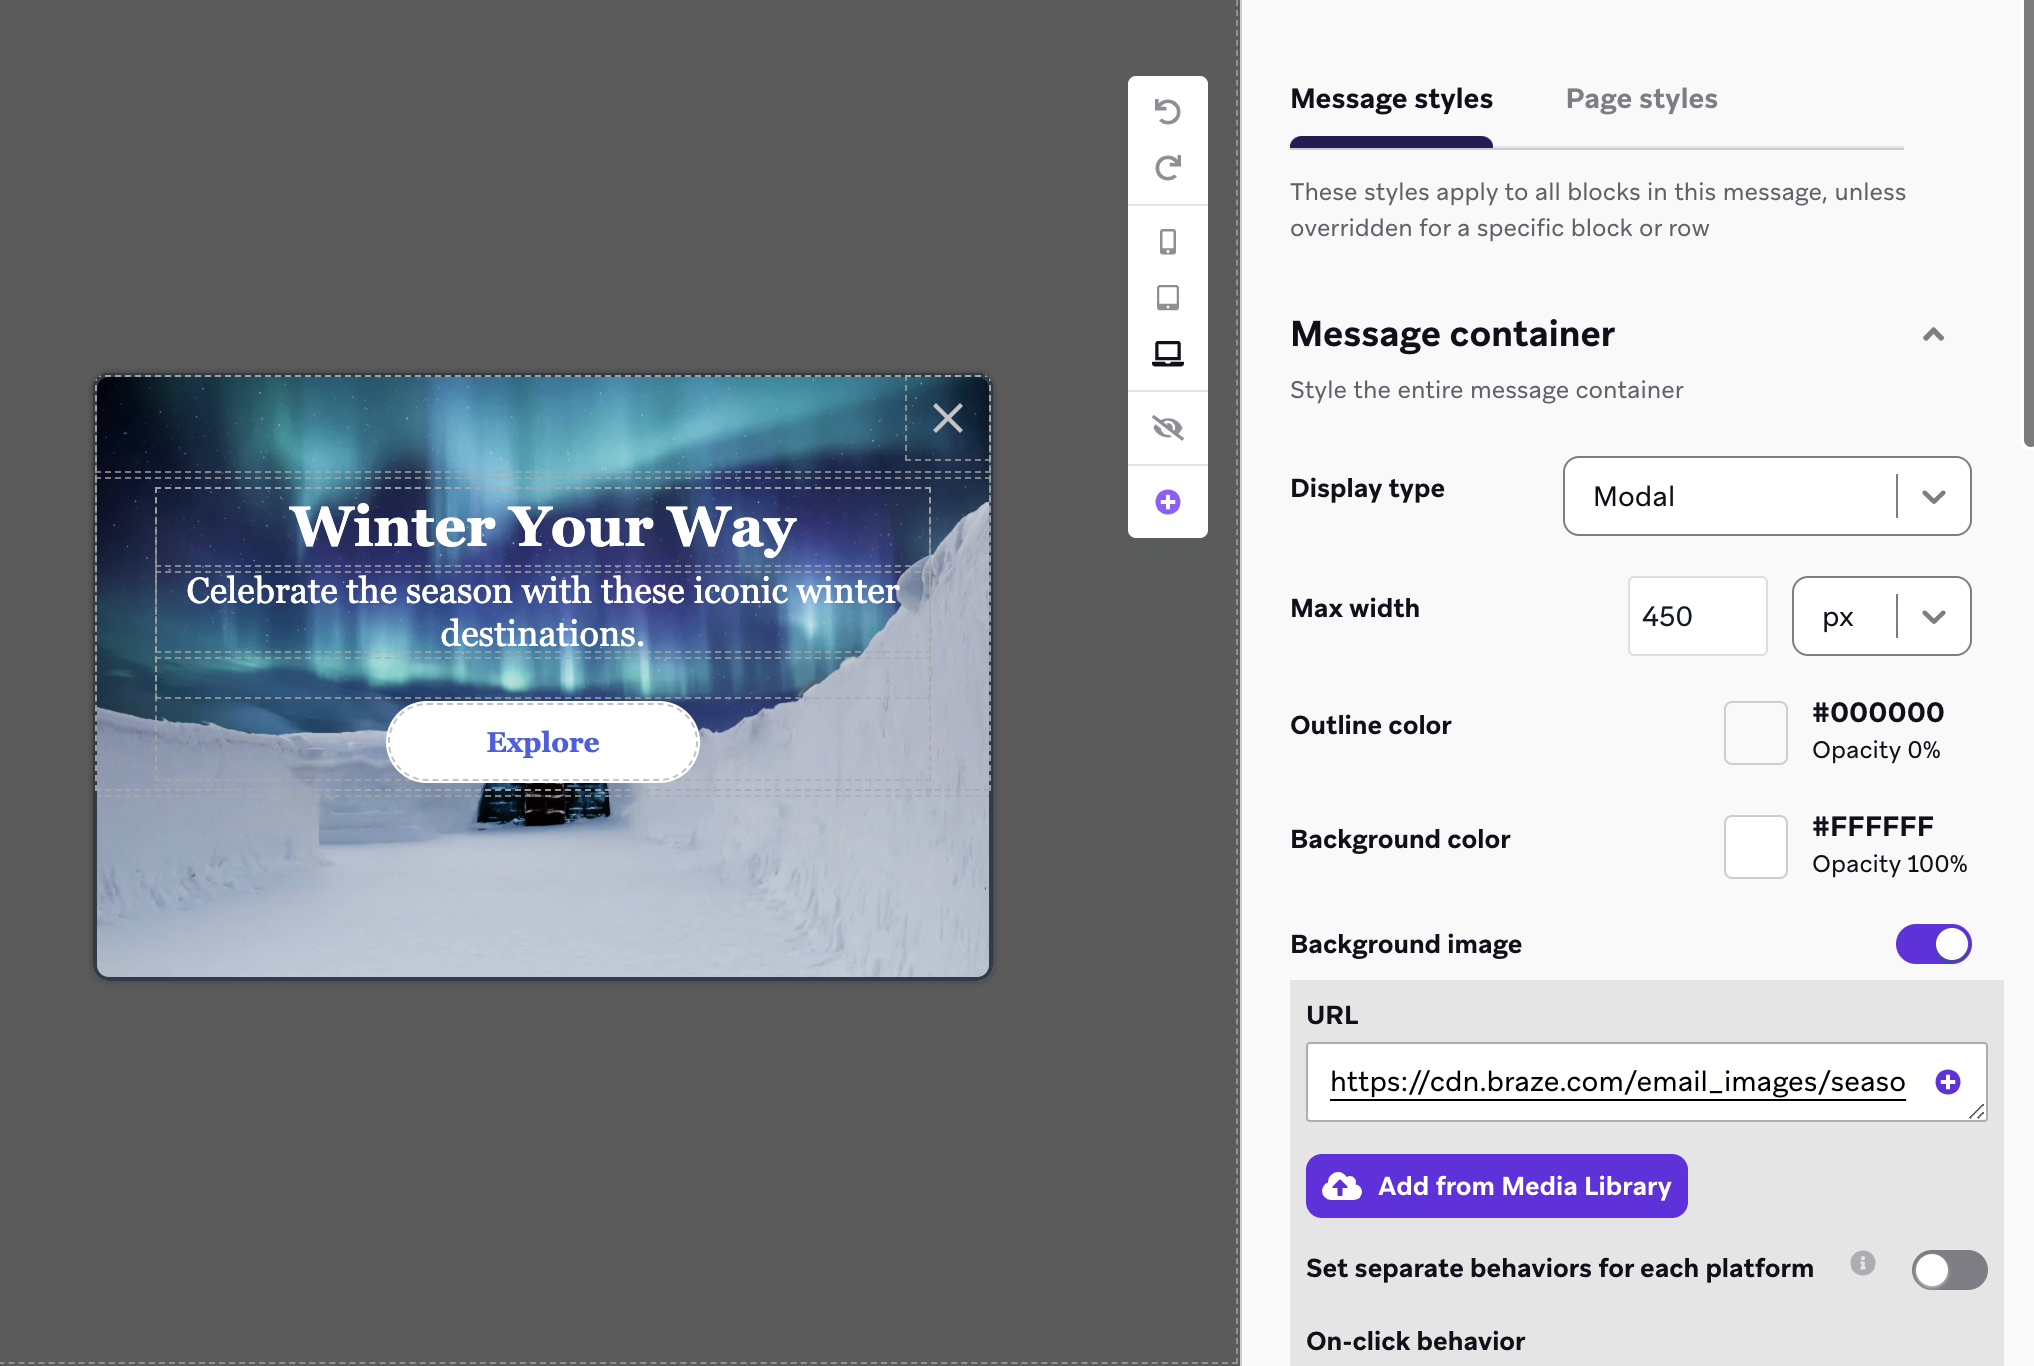 Winter Your Way
Celebrate the season with these iconic winter
destinations.
Explore
Message styles
Page styles
These styles apply to all blocks in this message, unless
overridden for a specific block or row
Message container
Style the entire message container
Display type
Modal
Max width
450
px
Outline color
#000000
Opacity 0%
Background color
#FFFFFF
Opacity 100%
Background image
URL
https://cdn.braze.com/email_images/seaso
Add from Media Library
Set separate behaviors for each platform
On-click behavior